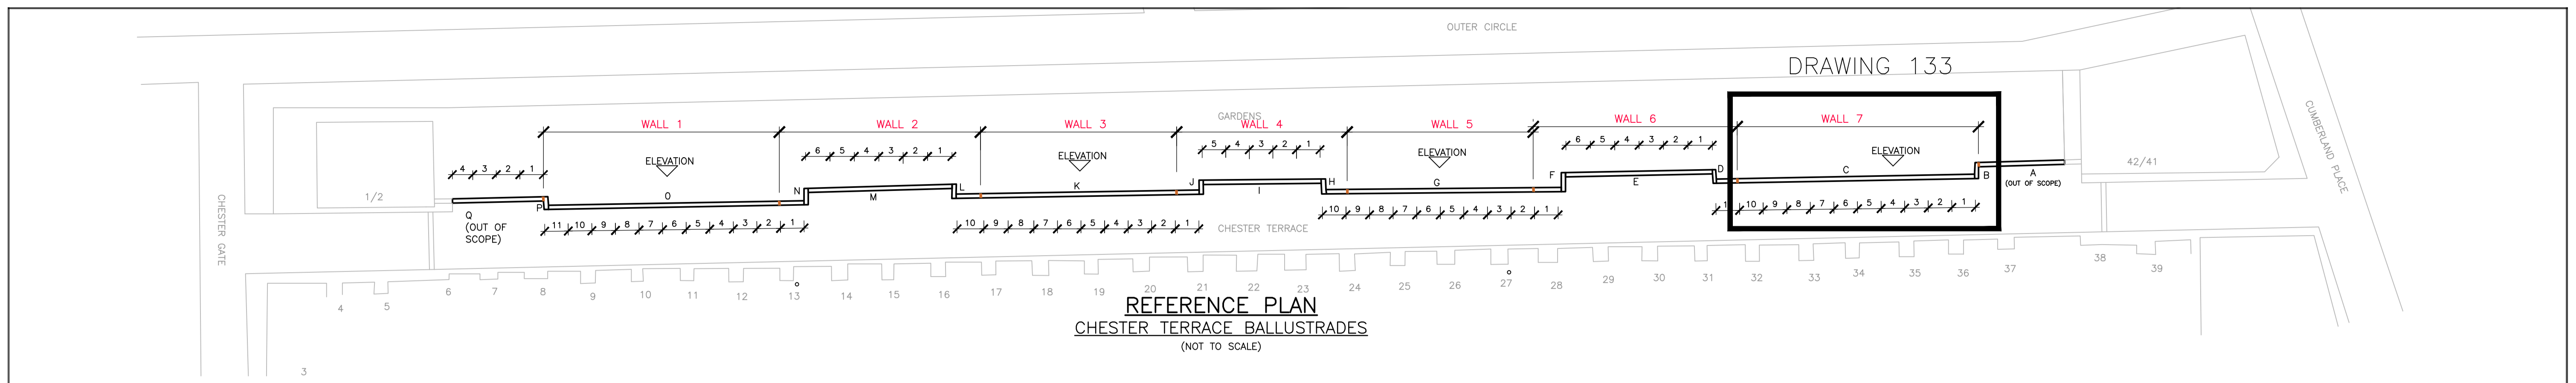 OUTER CIRCLE
DRAWING 133
CUMBERLAND PLACE
GARDENS
WALL 1
WALL 2
WALL 3
WALL 4
WALL 5
WALL 6
WALL 7
ELEVATION
ELEVATION
ELEVATION
ELEVATION
4 3 2 1
6 5 4 3 2 1
5 4 3 2 1
6 5 4 3 2 1
1/2
42/41
Q
(OUT OF
SCOPE)
P
O
N
M
L
K
J
I
H
G
F
E
D
C
B
A
(OUT OF SCOPE)
11 10 9 8 7 6 5 4 3 2 1
10 9 8 7 6 5 4 3 2 1
10 9 8 7 6 5 4 3 2 1
10 9 8 7 6 5 4 3 2 1
CHESTER GATE
CHESTER TERRACE
3
4
5
6
7
8
9
10
11
12
13
14
15
16
17
18
19
20
21
22
23
24
25
26
27
28
29
30
31
32
33
34
35
36
37
38
39
REFERENCE PLAN
CHESTER TERRACE BALLUSTRADES
(NOT TO SCALE)